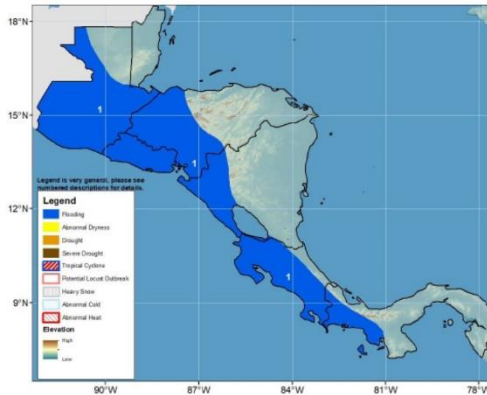 18°N
15°N
12°N
9°N
1
1
1
Legend is very general, please see
numbered descriptions for details.
Legend
Flooding
Abnormal Dryness
Drought
Severe Drought
Tropical Cyclone
Potential Locust Outbreak
Heavy Snow
Abnormal Cold
Abnormal Heat
Elevation
High
Low
90°W
87°W
84°W
81°W
78°W